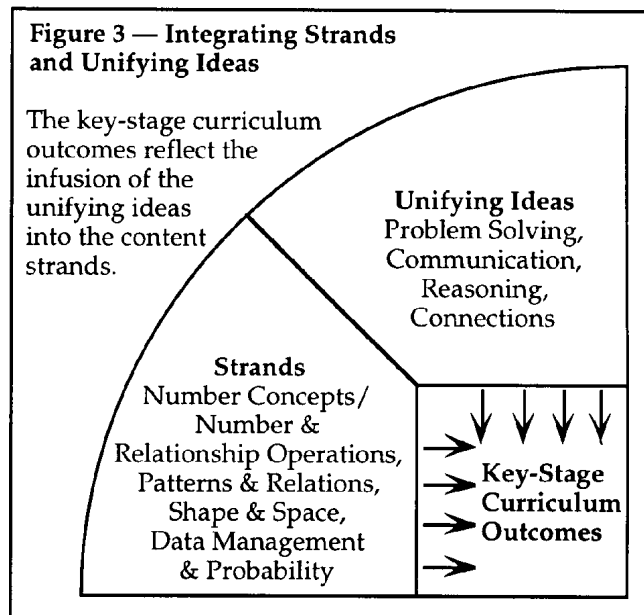 Figure 3 — Integrating Strands
and Unifying Ideas
The key-stage curriculum
outcomes reflect the
infusion of the
unifying ideas
into the content
strands.
Unifying Ideas
Problem Solving,
Communication,
Reasoning,
Connections
Strands
Number Concepts/
Number &
Relationship Operations,
Patterns & Relations,
Shape & Space,
Data Management
& Probability
Key-Stage
Curriculum
Outcomes